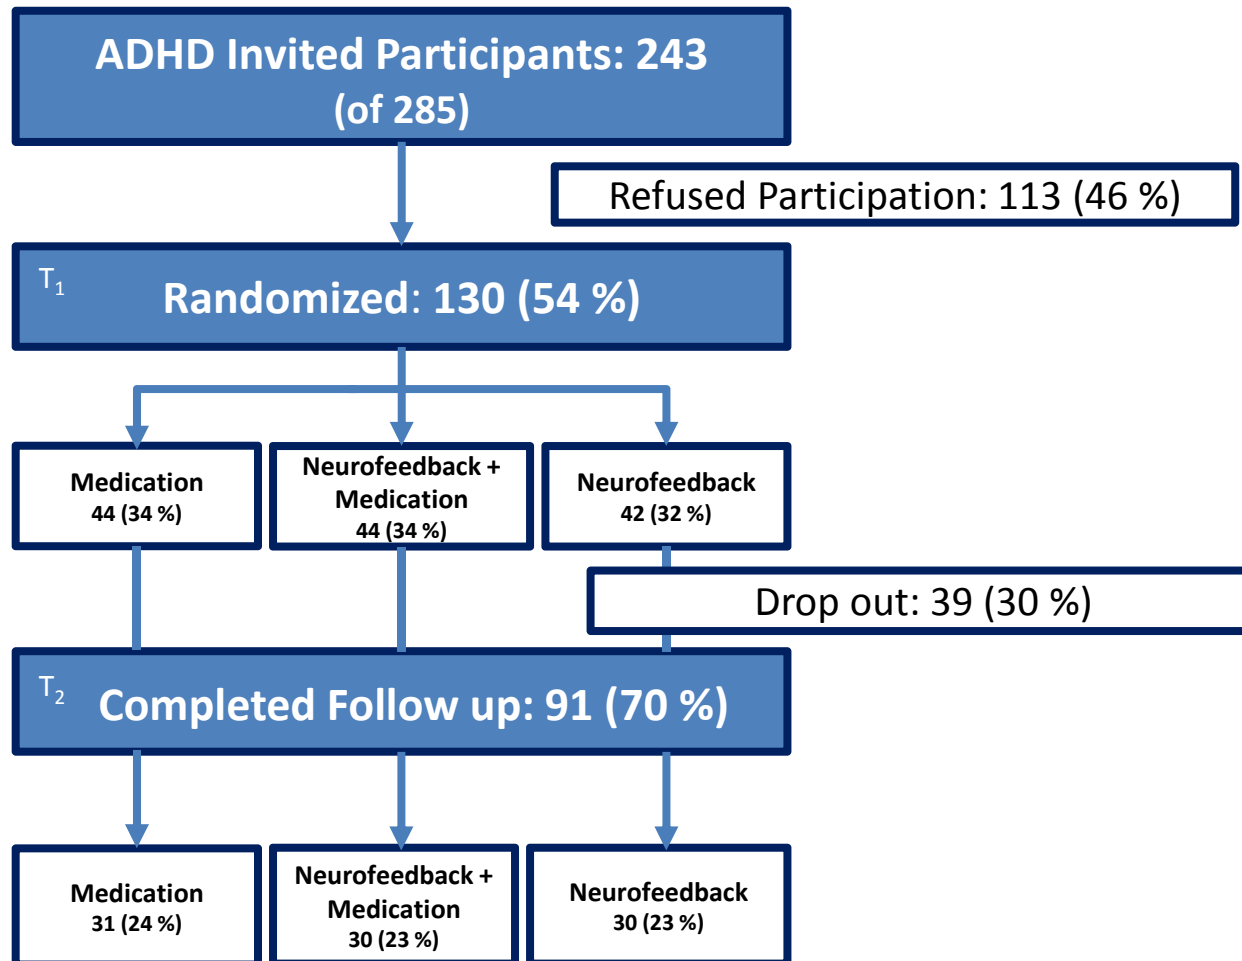 ADHD Invited Participants: 243
(of 285)
Refused Participation: 113 (46 %)
T1
Randomized: 130 (54 %)
Medication
44 (34 %)
Neurofeedback +
Medication
44 (34 %)
Neurofeedback
42 (32 %)
Drop out: 39 (30 %)
T2
Completed Follow up: 91 (70 %)
Medication
31 (24 %)
Neurofeedback +
Medication
30 (23 %)
Neurofeedback
30 (23 %)